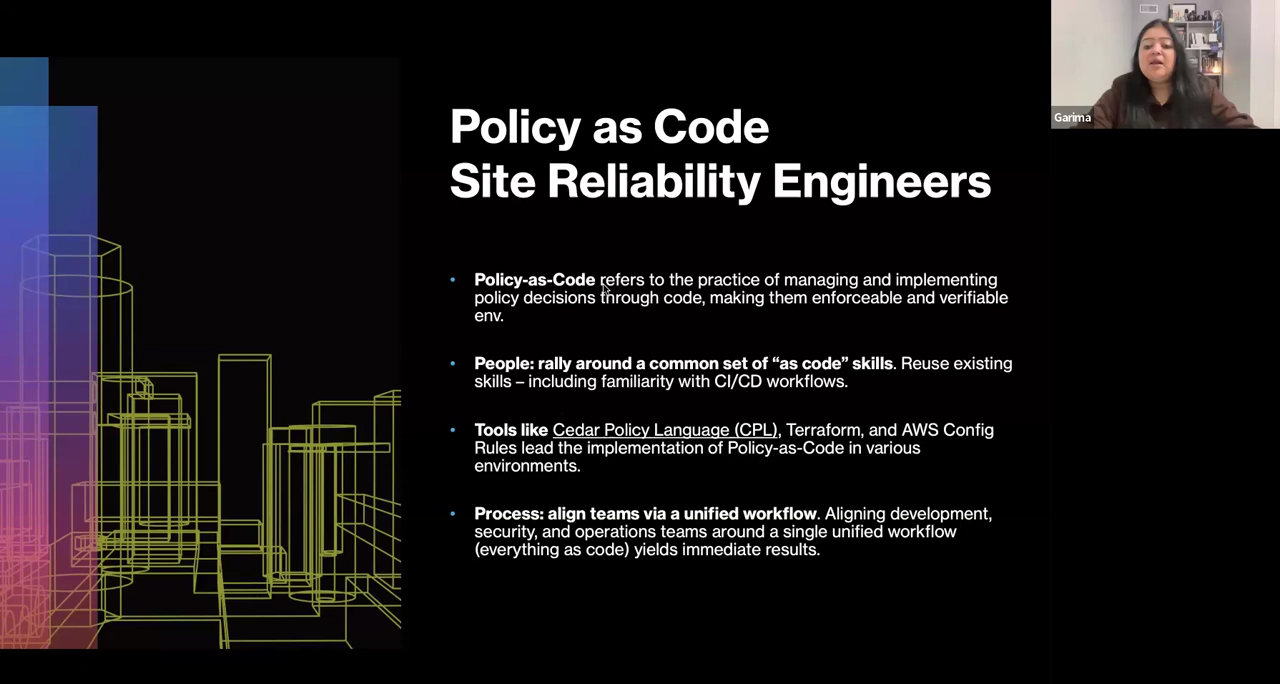 Garima
Policy as Code
Site Reliability Engineers
• Policy-as-Code refers to the practice of managing and implementing
policy decisions through code, making them enforceable and verifiable
env.
• People: rally around a common set of “as code” skills. Reuse existing
skills – including familiarity with CI/CD workflows.
• Tools like Cedar Policy Language (CPL), Terraform, and AWS Config
Rules lead the implementation of Policy-as-Code in various
environments.
• Process: align teams via a unified workflow. Aligning development,
security, and operations teams around a single unified workflow
(everything as code) yields immediate results.